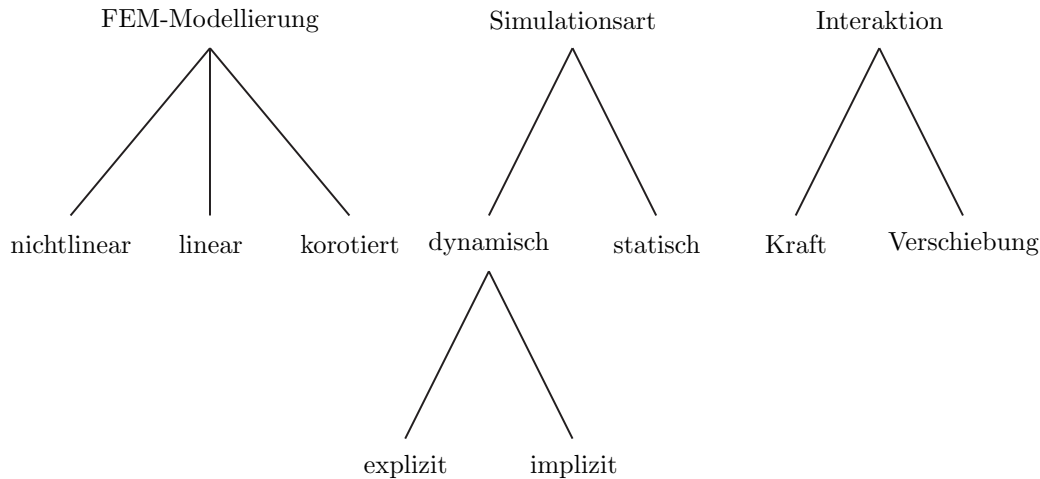 FEM-Modellierung
Simulationsart
Interaktion
nichtlinear
linear
korotiert
dynamisch
statisch
Kraft
Verschiebung
explizit
implizit